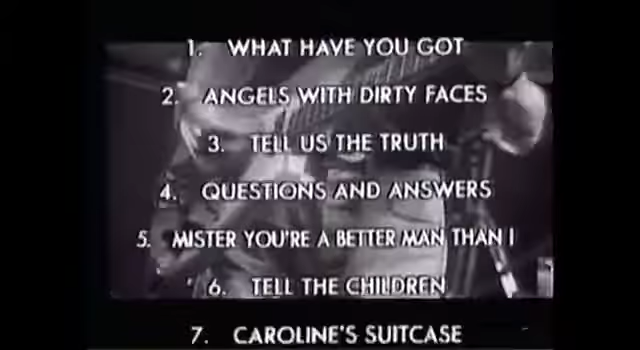 1. WHAT HAVE YOU GOT
2. ANGELS WITH DIRTY FACES
3. TELL US THE TRUTH
4. QUESTIONS AND ANSWERS
5. MISTER YOU'RE A BETTER MAN THAN I
6. TELL THE CHILDREN
7. CAROLINE'S SUITCASE